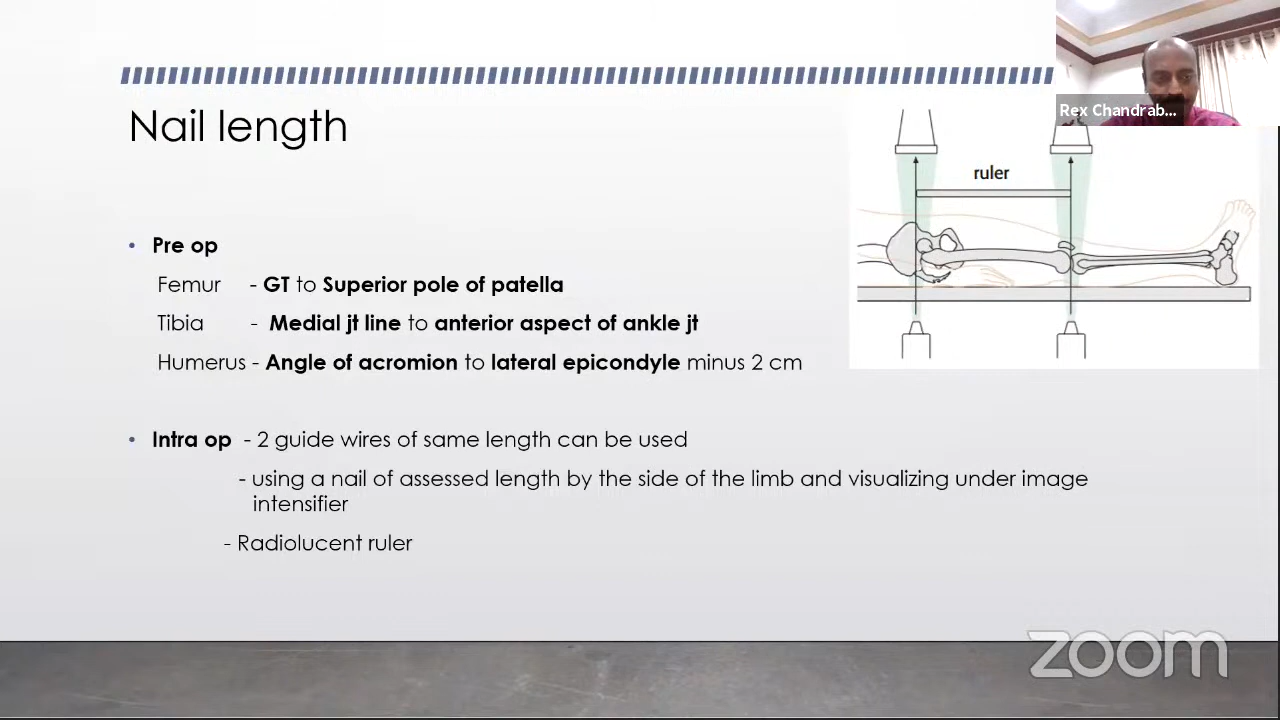 Rex Chandrab...
Nail length
ruler
• Pre op
Femur - GT to Superior pole of patella
Tibia - Medial jt line to anterior aspect of ankle jt
Humerus - Angle of acromion to lateral epicondyle minus 2 cm
• Intra op - 2 guide wires of same length can be used
- using a nail of assessed length by the side of the limb and visualizing under image
intensifier
- Radiolucent ruler
zoom